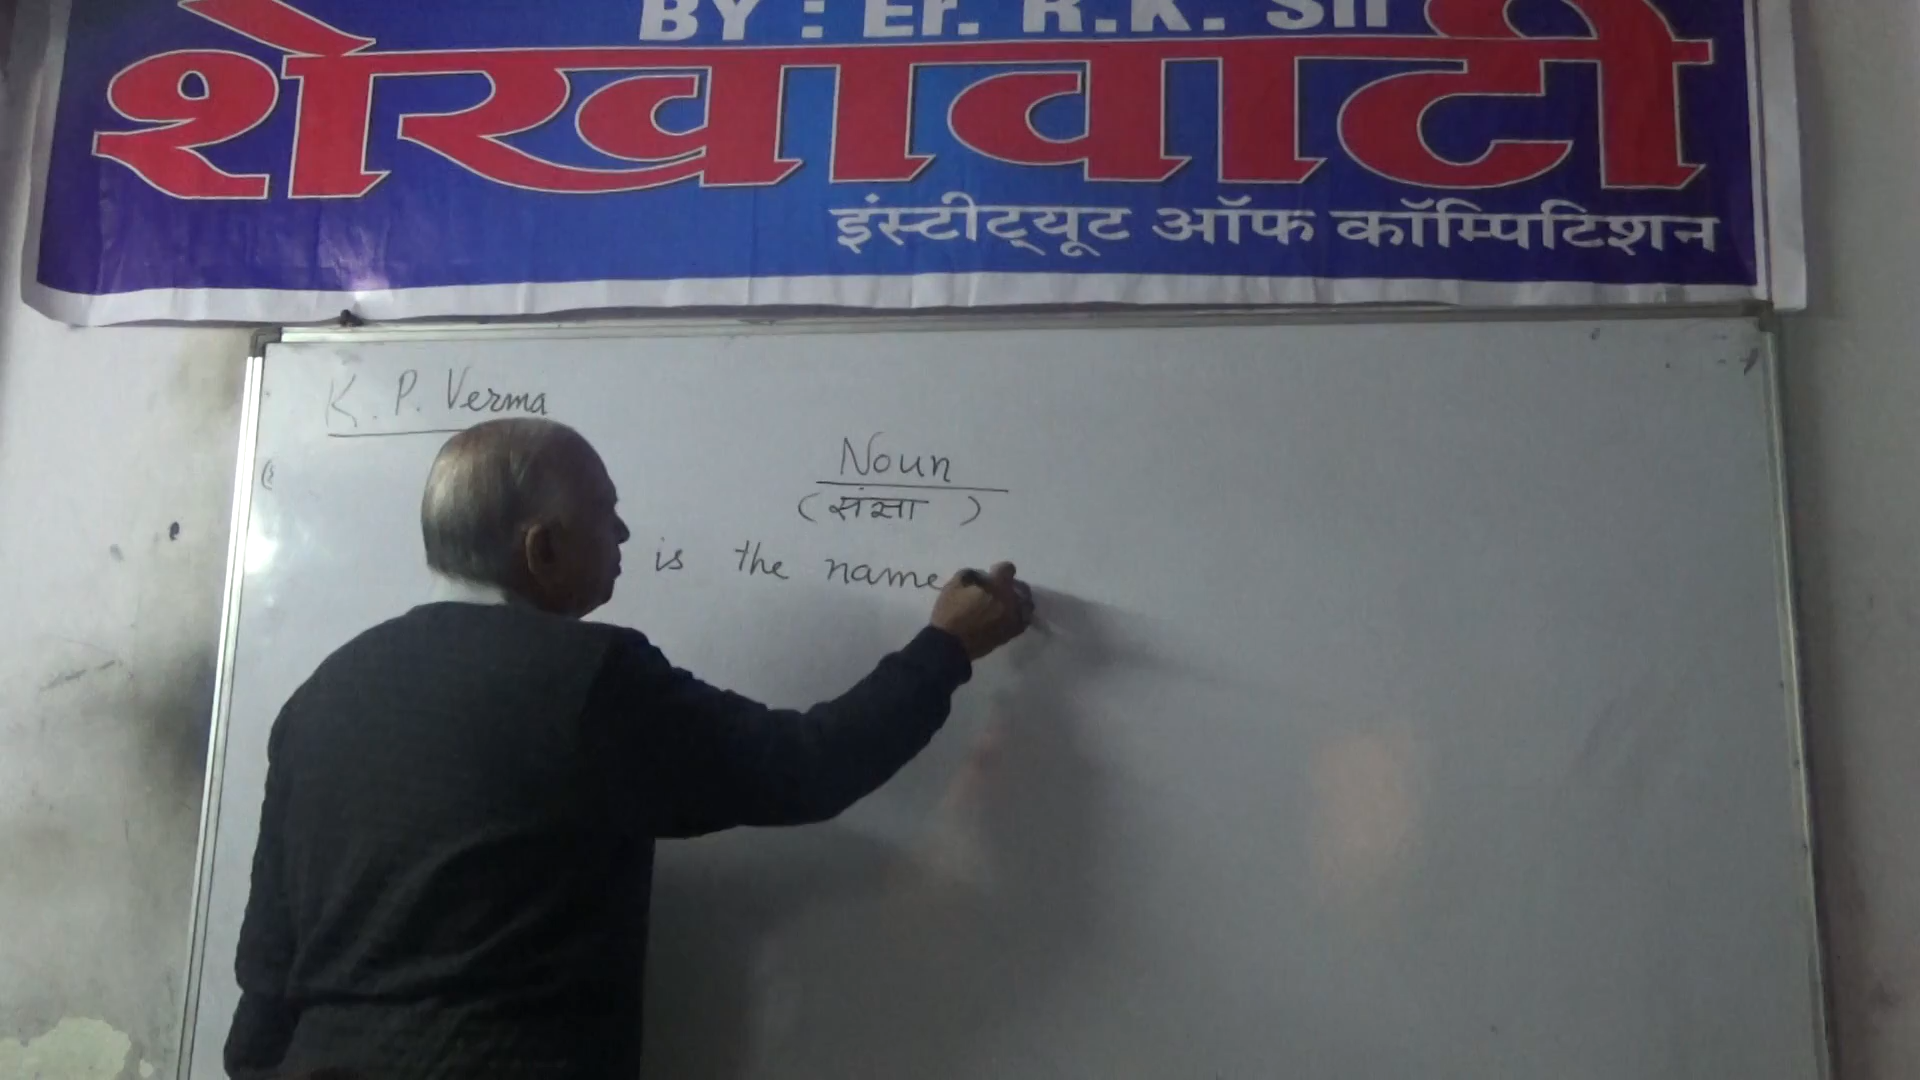 BY : Er. R.K. Sir
शेखावाटी
इंस्टीट्यूट ऑफ कॉम्पिटिशन
K. P. Verma
Noun
(संज्ञा)
is the name